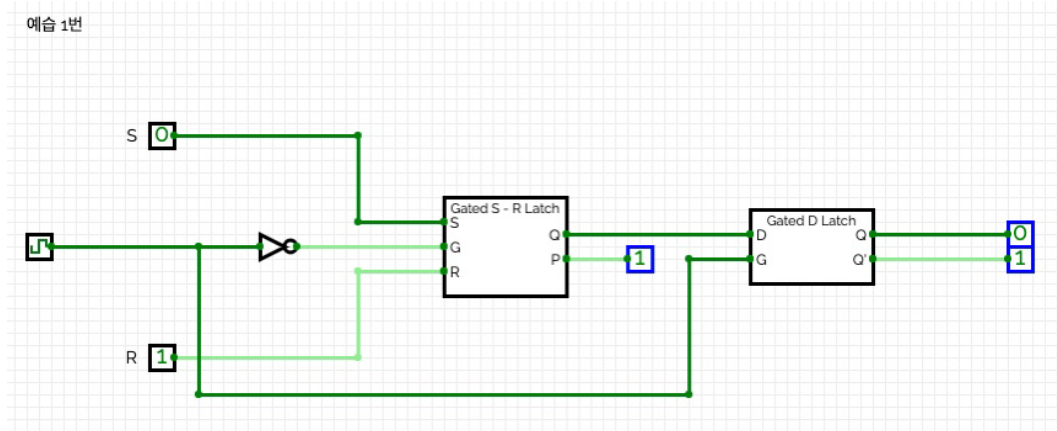 예습 1번
S 0
Gated S - R Latch
S
G
R
Q
P
1
Gated D Latch
D
G
Q
Q'
0
1
R 1